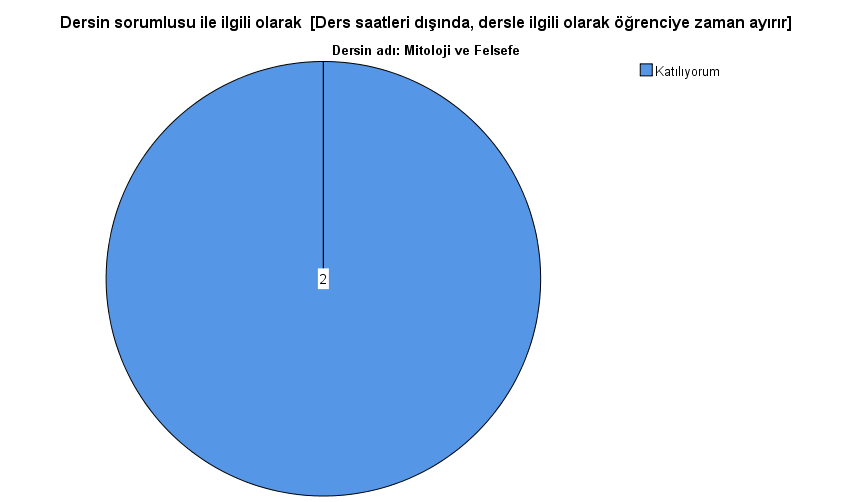 Dersin sorumlusu ile ilgili olarak  [Ders saatleri dışında, dersle ilgili olarak öğrenciye zaman ayırır]
Dersin adı: Mitoloji ve Felsefe
Katılıyorum
2